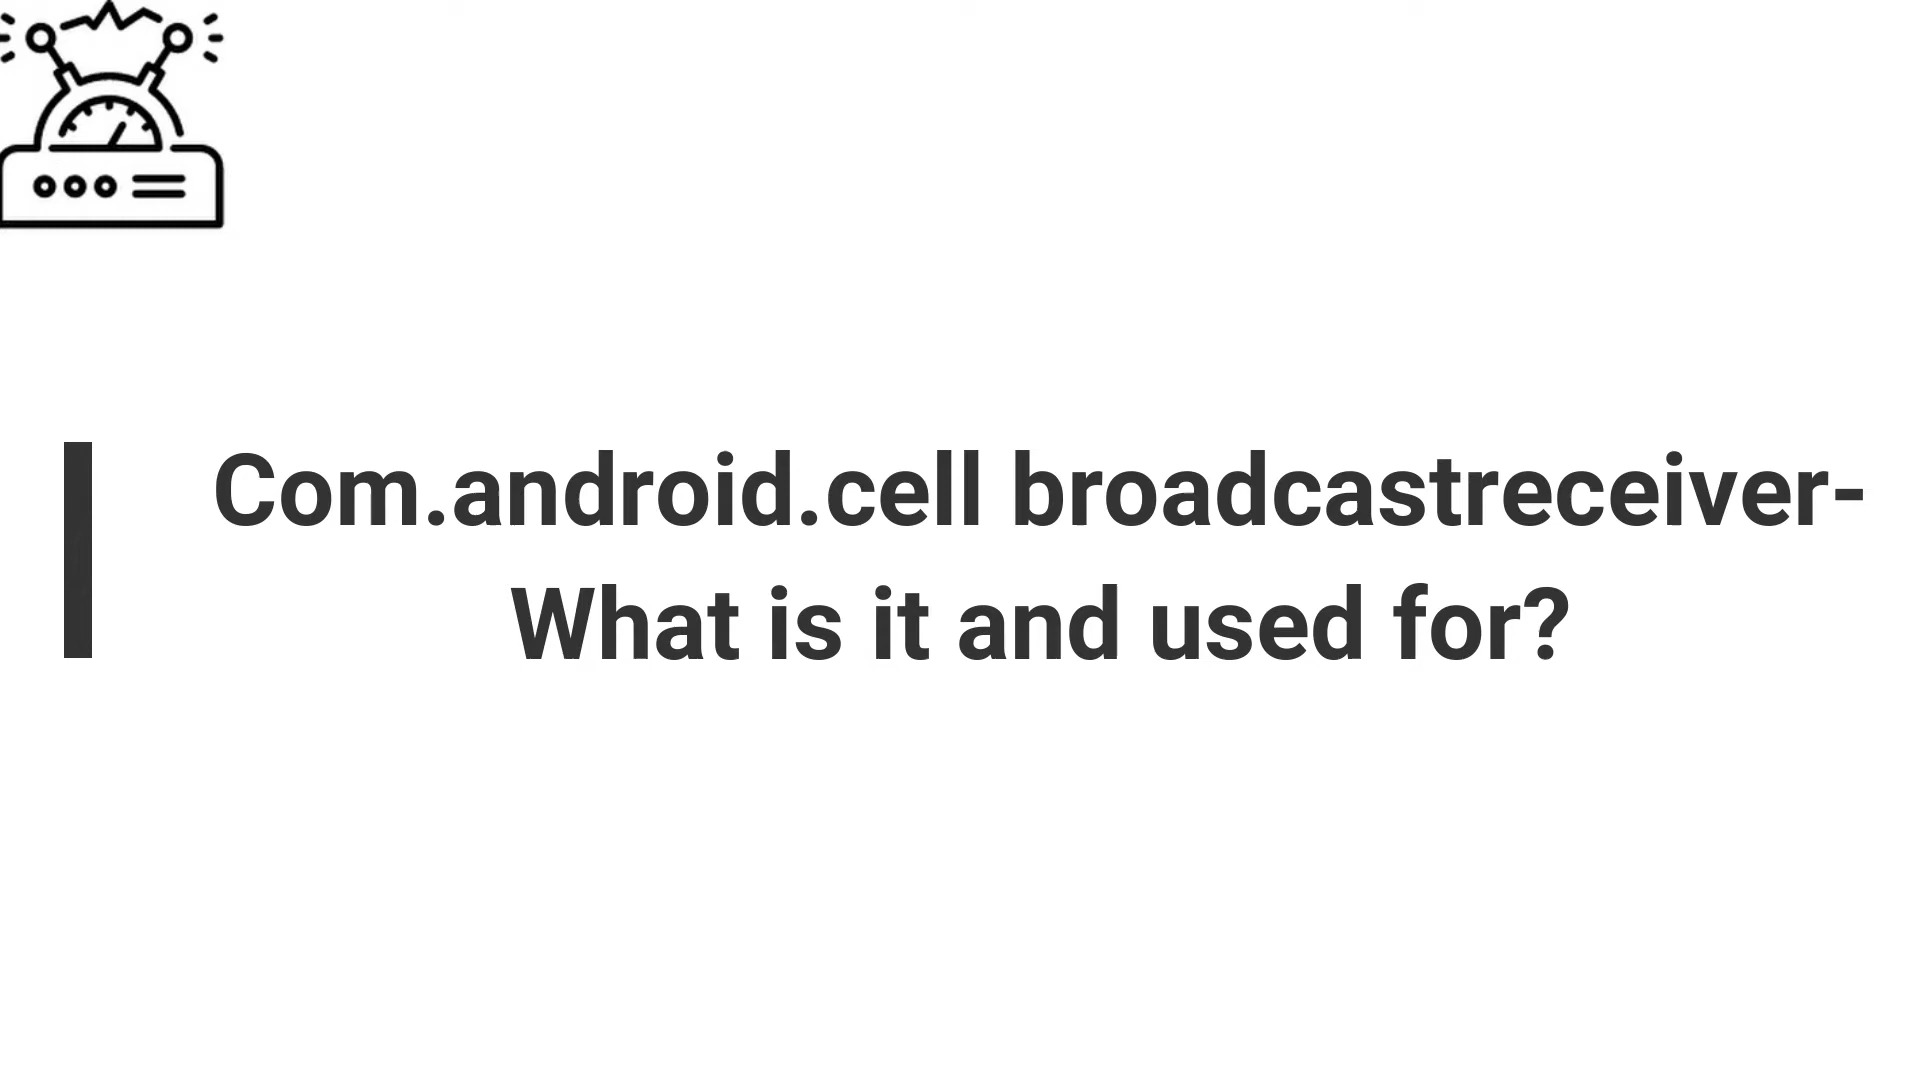 Com.android.cell broadcastreceiver-
What is it and used for?